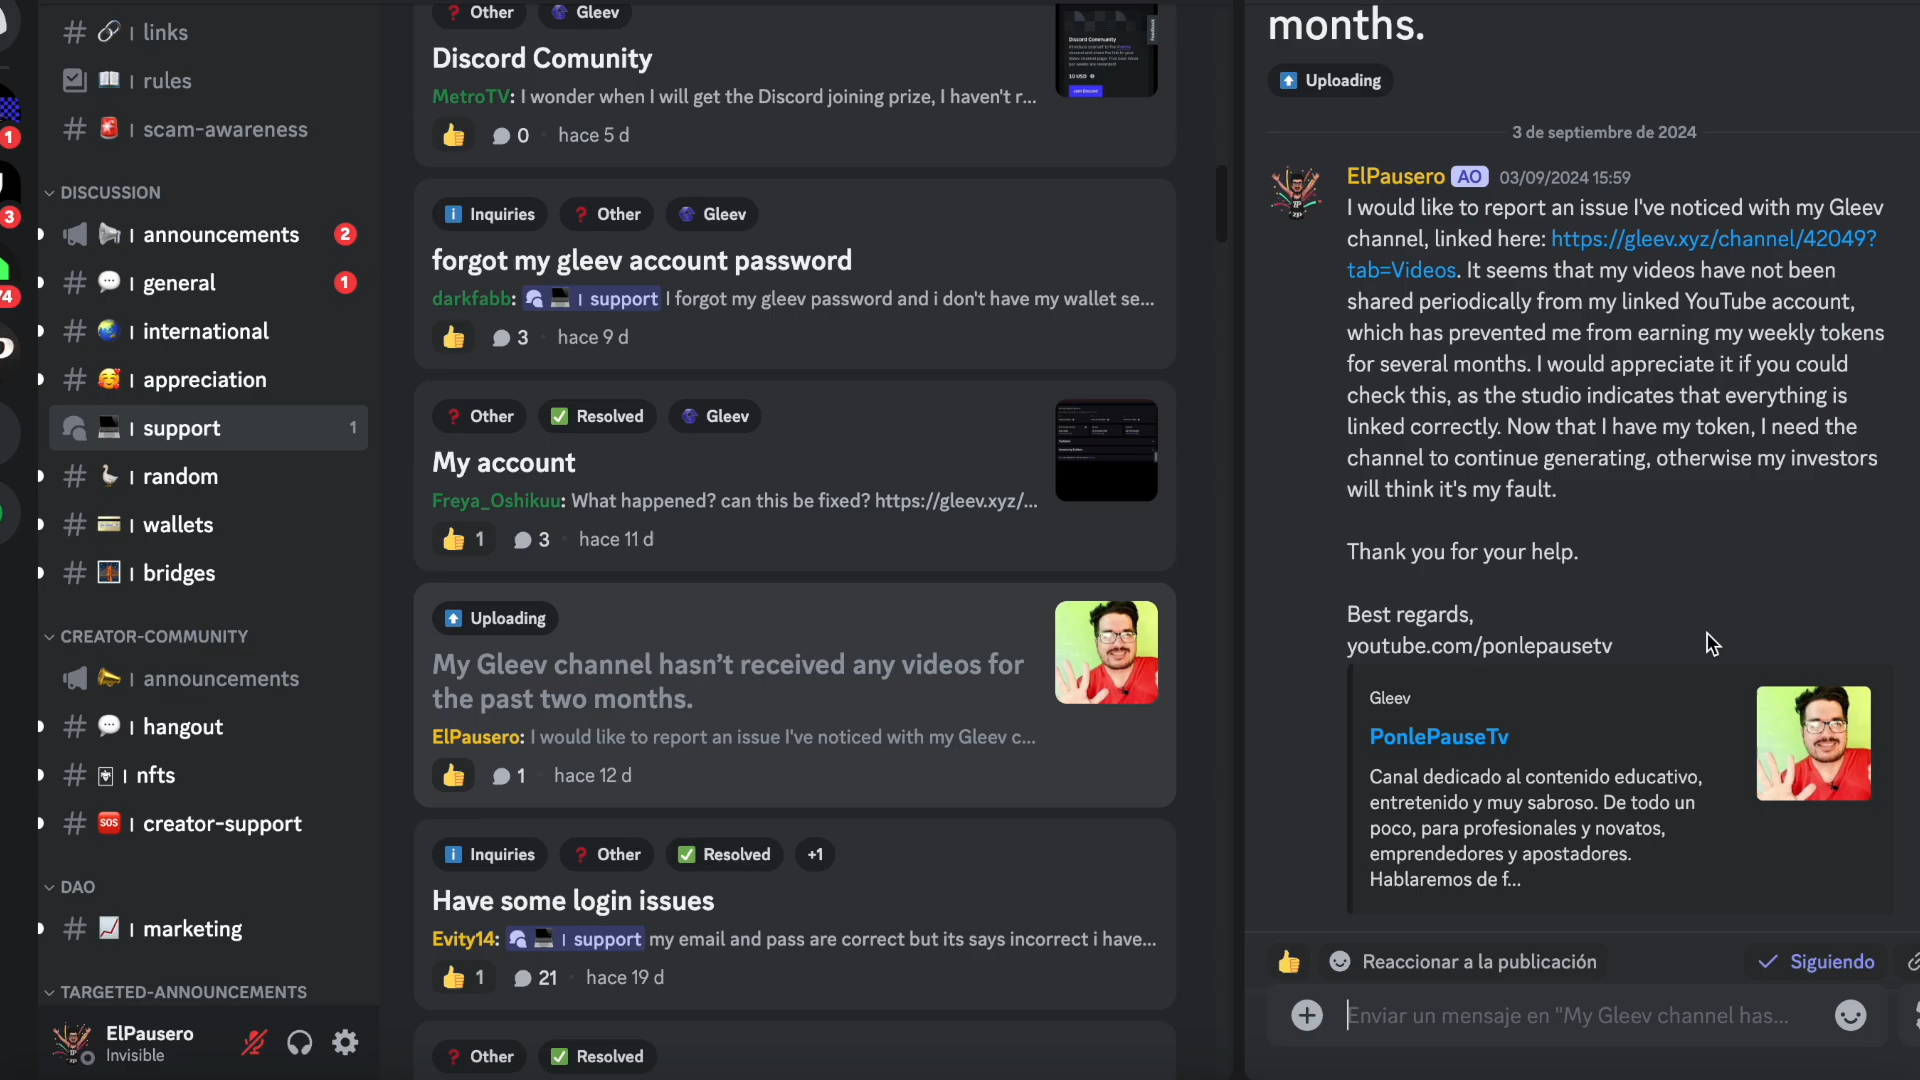 links
rules
scam-awareness
DISCUSSION
announcements 2
general 1
international
appreciation
support 1
random
wallets
bridges
CREATOR-COMMUNITY
announcements
hangout
nfts
SOS creator-support
DAO
marketing
TARGETED-ANNOUNCEMENTS
ElPausero
Invisible
1
3
74
Other Gleev
Discord Comunity
MetroTV: I wonder when I will get the Discord joining prize, I haven't r...
0 hace 5 d
Discord Community
10 USD
Join Discord
Feedback
Inquiries Other Gleev
forgot my gleev account password
darkfabb: support I forgot my gleev password and i don't have my wallet se...
3 hace 9 d
Other Resolved Gleev
My account
Freya_Oshikuu: What happened? can this be fixed? https://gleev.xyz/...
1 3 hace 11 d
Uploading
My Gleev channel hasn’t received any videos for
the past two months.
ElPausero: I would like to report an issue I've noticed with my Gleev c...
1 hace 12 d
Inquiries Other Resolved +1
Have some login issues
Evity14: support my email and pass are correct but its says incorrect i have...
1 21 hace 19 d
Other Resolved
months.
Uploading
3 de septiembre de 2024
ElPausero AO 03/09/2024 15:59
I would like to report an issue I've noticed with my Gleev
channel, linked here: https://gleev.xyz/channel/42049?
tab=Videos. It seems that my videos have not been
shared periodically from my linked YouTube account,
which has prevented me from earning my weekly tokens
for several months. I would appreciate it if you could
check this, as the studio indicates that everything is
linked correctly. Now that I have my token, I need the
channel to continue generating, otherwise my investors
will think it's my fault.
Thank you for your help.
Best regards,
youtube.com/ponlepausetv
Gleev
PonlePauseTv
Canal dedicado al contenido educativo,
entretenido y muy sabroso. De todo un
poco, para profesionales y novatos,
emprendedores y apostadores.
Hablaremos de f...
Reaccionar a la publicación Siguiendo
Enviar un mensaje en "My Gleev channel has...